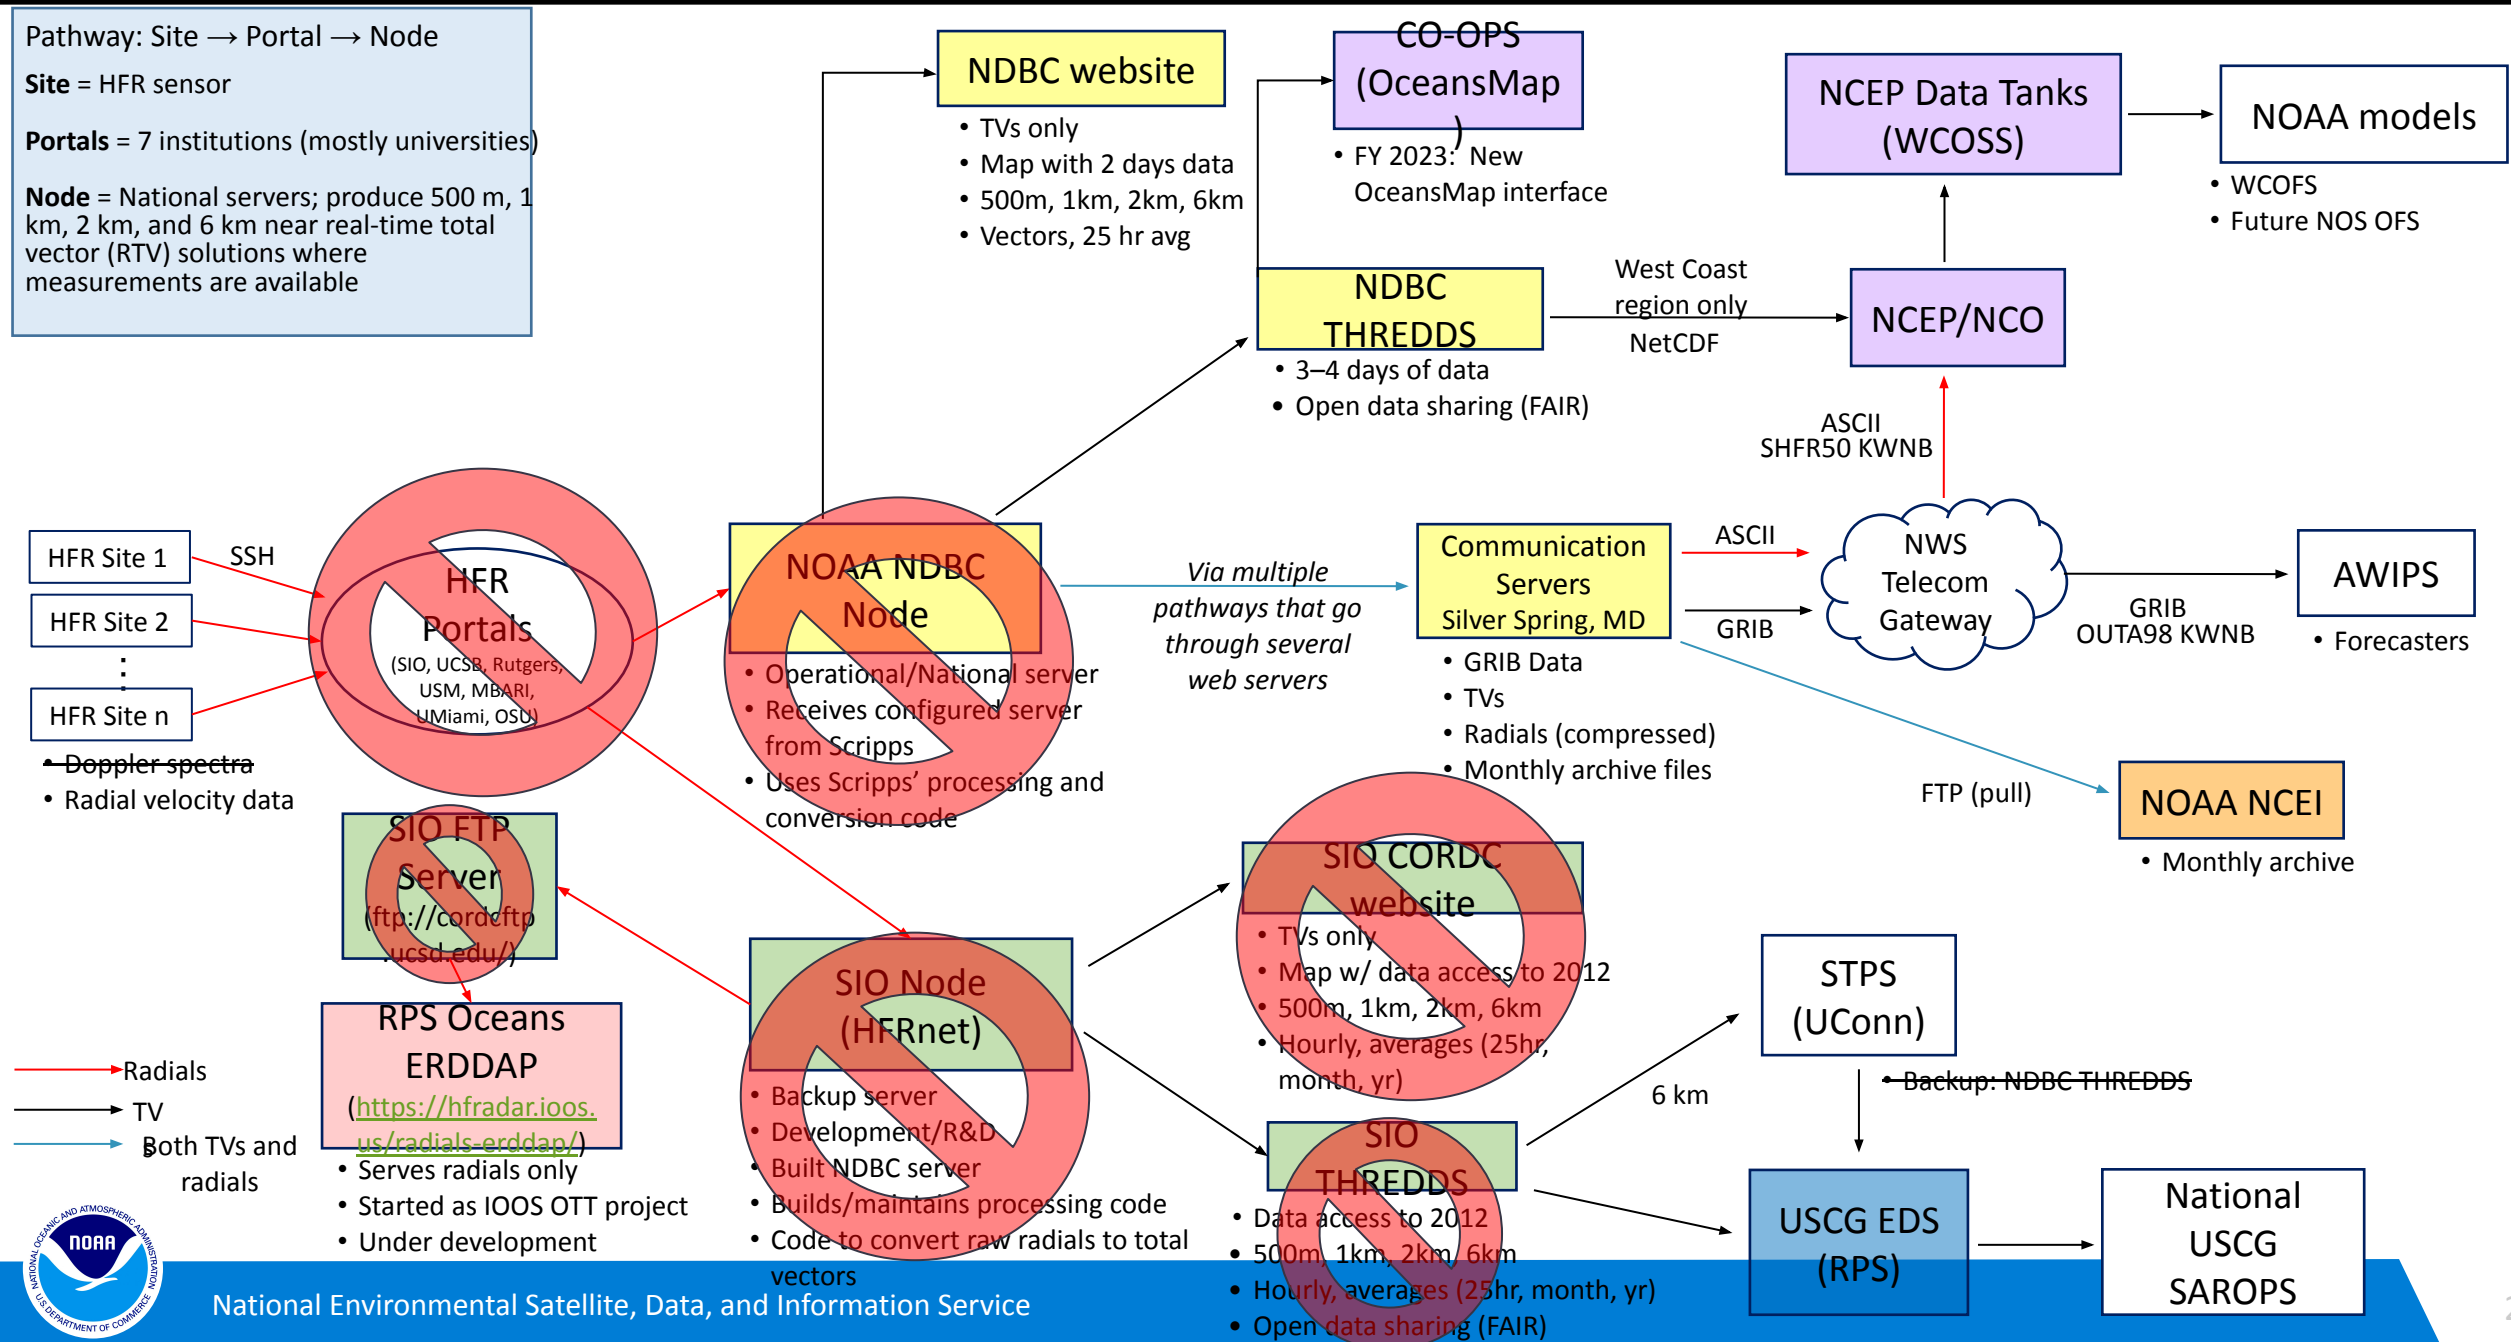 Pathway: Site → Portal → Node
Site = HFR sensor
Portals = 7 institutions (mostly universities)
Node = National servers; produce 500 m, 1
km, 2 km, and 6 km near real-time total
vector (RTV) solutions where
measurements are available
NDBC website
• TVs only
• Map with 2 days data
• 500m, 1km, 2km, 6km
• Vectors, 25 hr avg
CO-OPS
(OceansMap
)
• FY 2023: New
OceansMap interface
NCEP Data Tanks
(WCOSS)
NOAA models
• WCOFS
• Future NOS OFS
NDBC
THREDDS
• 3–4 days of data
• Open data sharing (FAIR)
West Coast
region only
NetCDF
NCEP/NCO
ASCII
SHFR50 KWNB
HFR Site 1
HFR Site 2
⋮
HFR Site n
• Doppler spectra
• Radial velocity data
SSH
HFR
Portals
(SIO, UCSB, Rutgers,
USM, MBARI,
UMiami, OSU)
NOAA NDBC
Node
• Operational/National server
• Receives configured server
from Scripps
• Uses Scripps’ processing and
conversion code
Via multiple
pathways that go
through several
web servers
Communication
Servers
Silver Spring, MD
• GRIB Data
• TVs
• Radials (compressed)
• Monthly archive files
ASCII
GRIB
NWS
Telecom
Gateway
GRIB
OUTA98 KWNB
AWIPS
• Forecasters
FTP (pull)
NOAA NCEI
• Monthly archive
SIO FTP
Server
(ftp://cordcftp
.ucsd.edu/)
RPS Oceans
ERDDAP
(https://hfradar.ioos.
us/radials-erddap/)
• Serves radials only
• Started as IOOS OTT project
• Under development
SIO Node
(HFRnet)
• Backup server
• Development/R&D
• Built NDBC server
• Builds/maintains processing code
• Code to convert raw radials to total
vectors
SIO CORDC
website
• TVs only
• Map w/ data access to 2012
• 500m, 1km, 2km, 6km
• Hourly, averages (25hr,
month, yr)
SIO
THREDDS
• Data access to 2012
• 500m, 1km, 2km, 6km
• Hourly, averages (25hr, month, yr)
• Open data sharing (FAIR)
6 km
STPS
(UConn)
• Backup: NDBC THREDDS
USCG EDS
(RPS)
National
USCG
SAROPS
Radials
TV
s
Both TVs and
radials
NATIONAL OCEANIC AND ATMOSPHERIC ADMINISTRATION
NOAA
U.S. DEPARTMENT OF COMMERCE
National Environmental Satellite, Data, and Information Service